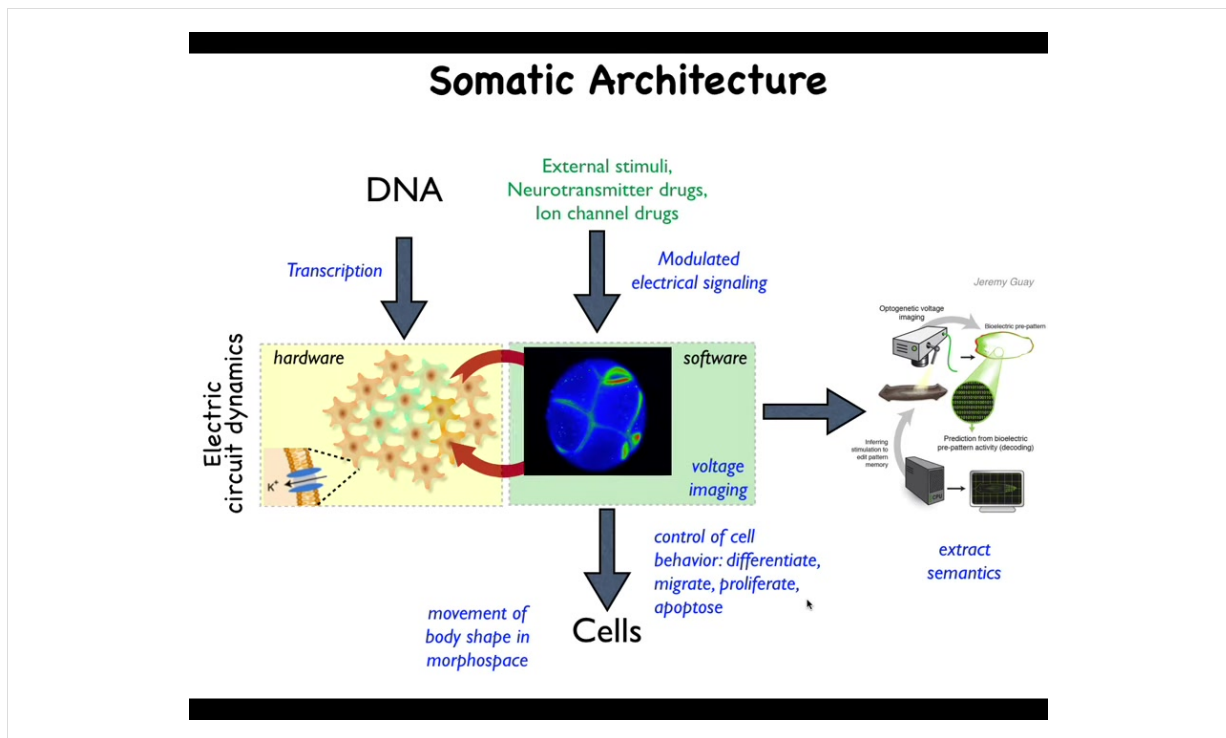 Somatic Architecture
DNA
External stimuli,
Neurotransmitter drugs,
Ion channel drugs
Transcription
Modulated
electrical signaling
Jeremy Guay
Optogenetic voltage
imaging
Bioelectric pre-pattern
Electric
circuit dynamics
hardware
software
K+
voltage
imaging
Inferring
stimulation to
edit pattern
memory
Prediction from bioelectric
pre-pattern activity (decoding)
CPU
extract
semantics
control of cell
behavior: differentiate,
migrate, proliferate,
apoptose
movement of
body shape in
morphospace
Cells